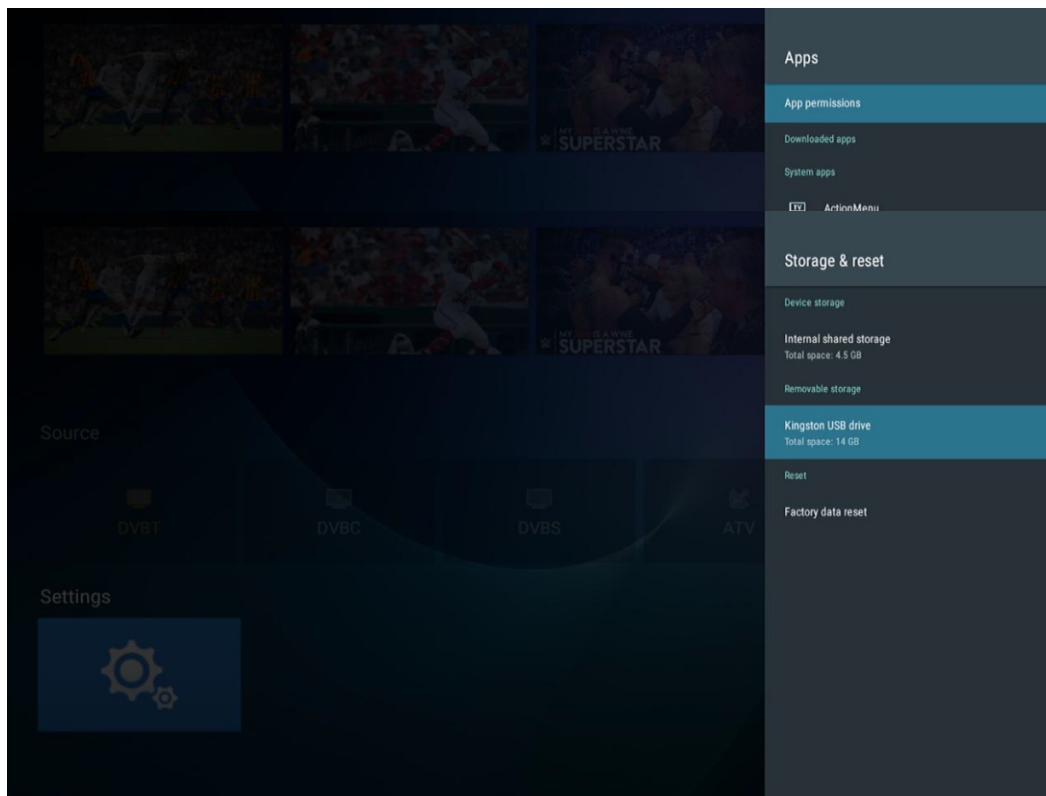 Apps
App permissions
Downloaded apps
System apps
ActionMenu
SUPERSTAR
Storage & reset
Device storage
Internal shared storage
Total space: 4.5 GB
Removable storage
Kingston USB drive
Total space: 14 GB
Reset
Factory data reset
SUPERSTAR
Source
DVBT
DVBC
DVBS
ATV
Settings